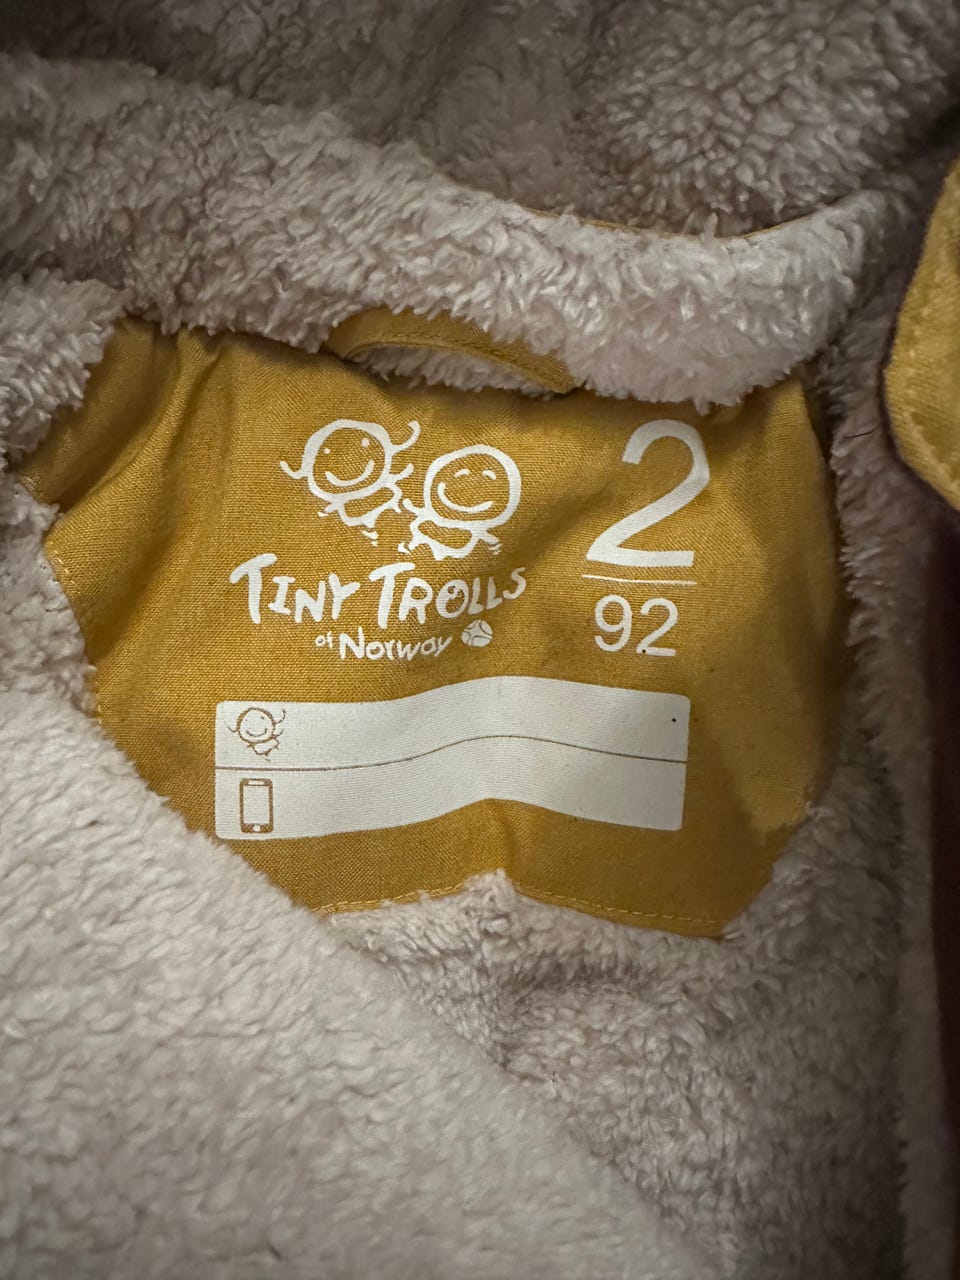 TINY TROLLS
of Norway
2
92